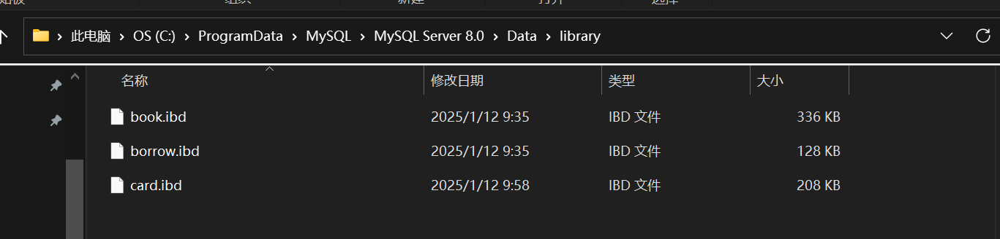 此电脑 > OS (C:) > ProgramData > MySQL > MySQL Server 8.0 > Data > library
名称 修改日期 类型 大小
book.ibd 2025/1/12 9:35 IBD 文件 336 KB
borrow.ibd 2025/1/12 9:35 IBD 文件 128 KB
card.ibd 2025/1/12 9:58 IBD 文件 208 KB